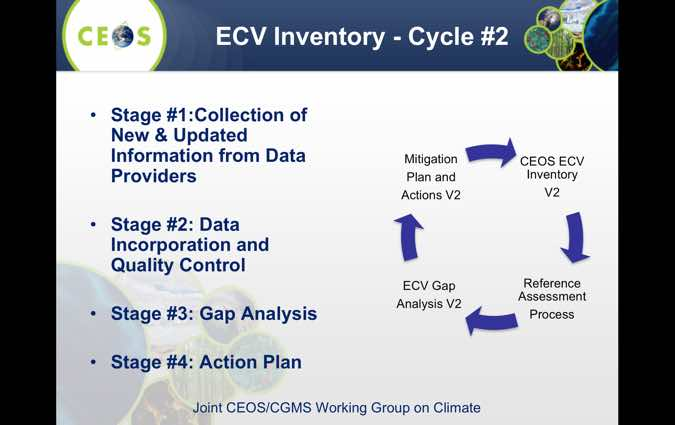 CEOS
ECV Inventory - Cycle #2
• Stage #1:Collection of
New & Updated
Information from Data
Providers
• Stage #2: Data
Incorporation and
Quality Control
• Stage #3: Gap Analysis
• Stage #4: Action Plan
Mitigation
Plan and
Actions V2
CEOS ECV
Inventory
V2
Reference
Assessment
Process
ECV Gap
Analysis V2
Joint CEOS/CGMS Working Group on Climate